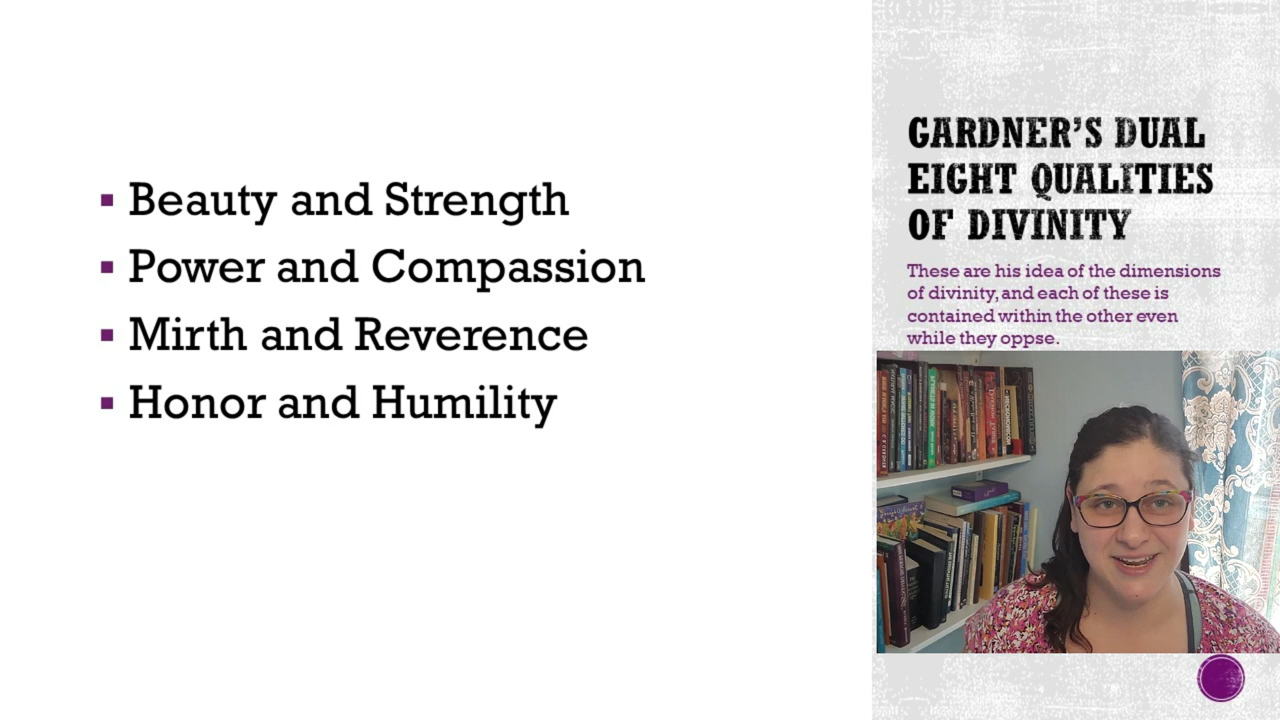 Beauty and Strength
Power and Compassion
Mirth and Reverence
Honor and Humility
GARDNER'S DUAL
EIGHT QUALITIES
OF DIVINITY
These are his idea of the dimensions
of divinity, and each of these is
contained within the other even
while they oppse.